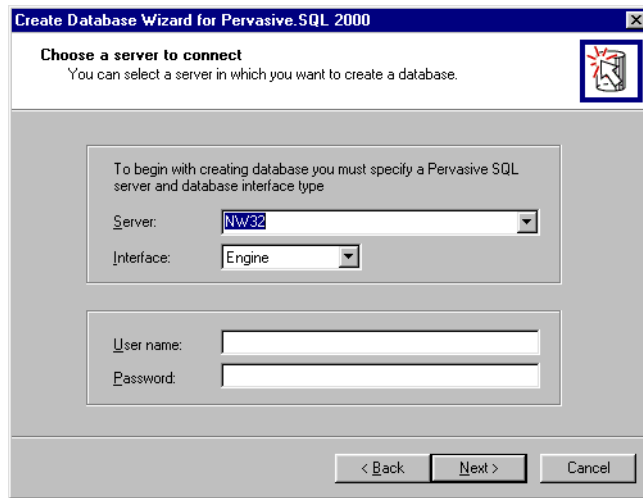 Create Database Wizard for Pervasive.SQL 2000
Choose a server to connect
You can select a server in which you want to create a database.
To begin with creating database you must specify a Pervasive SQL
server and database interface type
Server: NW32
Interface: Engine
User name:
Password:
< Back Next > Cancel